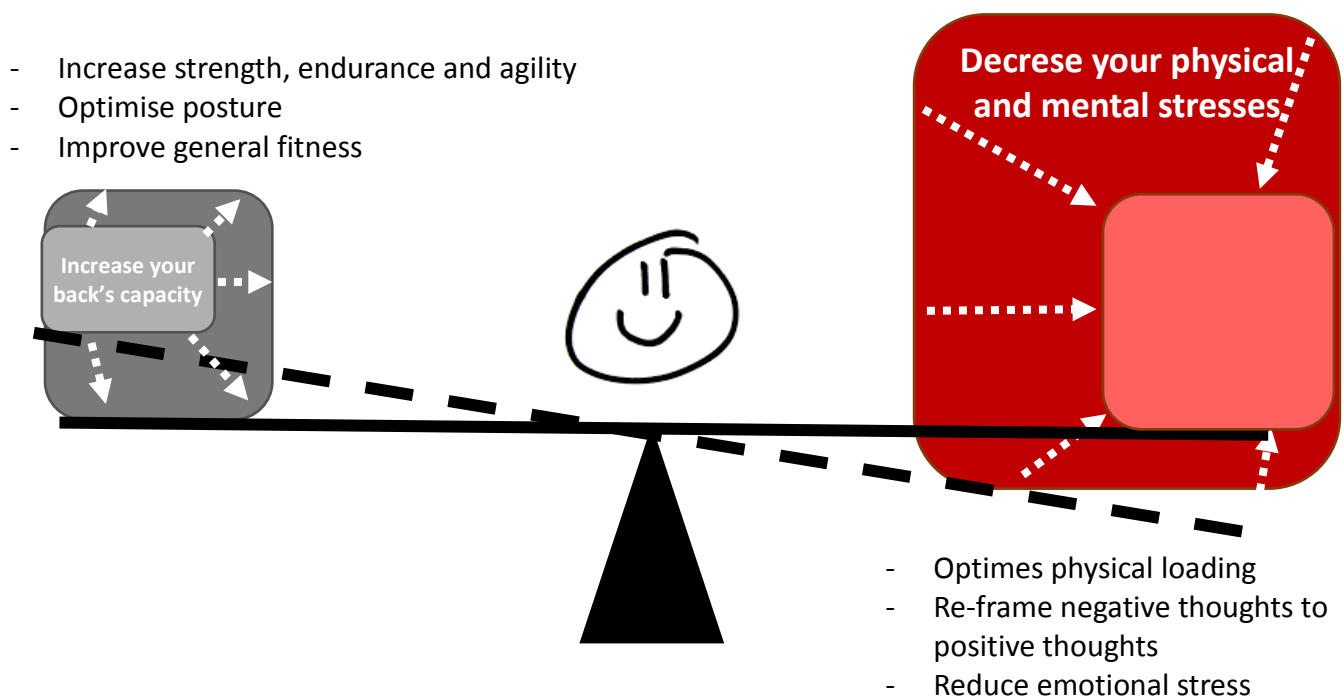 - Increase strength, endurance and agility
- Optimise posture
- Improve general fitness
Increase your
back's capacity
Decrese your physical
and mental stresses
- Optimes physical loading
- Re-frame negative thoughts to
positive thoughts
- Reduce emotional stress